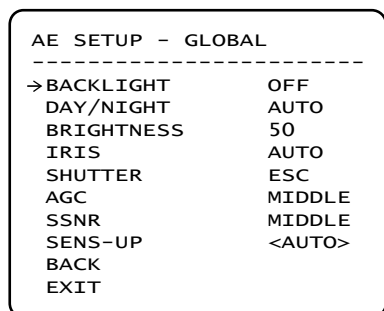 AE SETUP - GLOBAL
-------------------------
→BACKLIGHT OFF
DAY/NIGHT AUTO
BRIGHTNESS 50
IRIS AUTO
SHUTTER ESC
AGC MIDDLE
SSNR MIDDLE
SENS-UP <AUTO>
BACK
EXIT